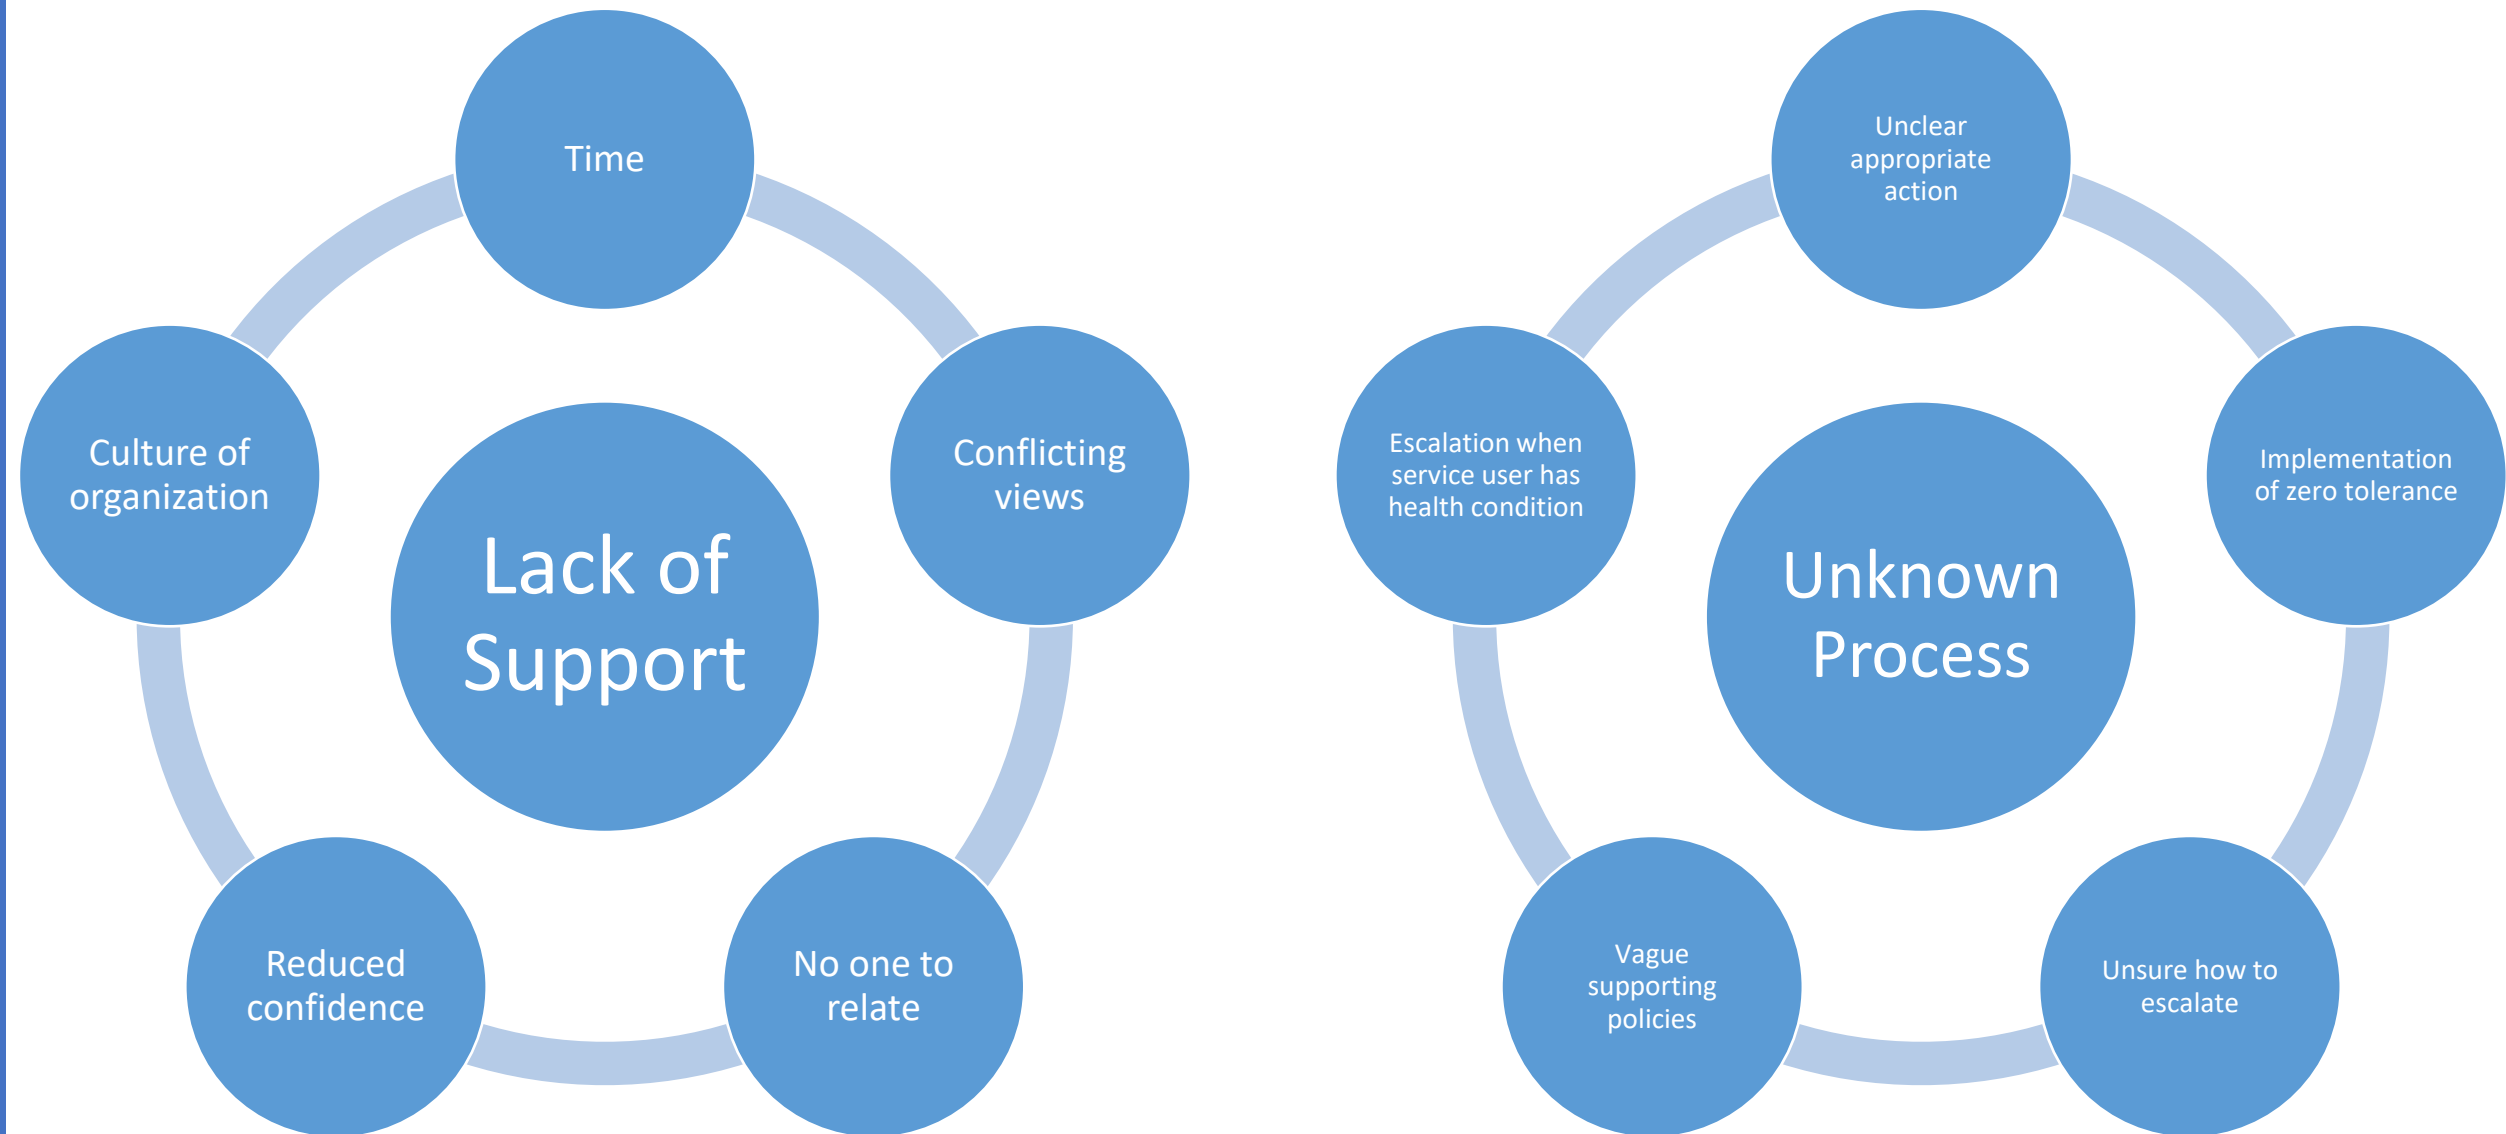 Time
Conflicting
views
No one to
relate
Reduced
confidence
Culture of
organization
Lack of
Support
Unclear
appropriate
action
Implementation
of zero tolerance
Unsure how to
escalate
Vague
supporting
policies
Escalation when
service user has
health condition
Unknown
Process